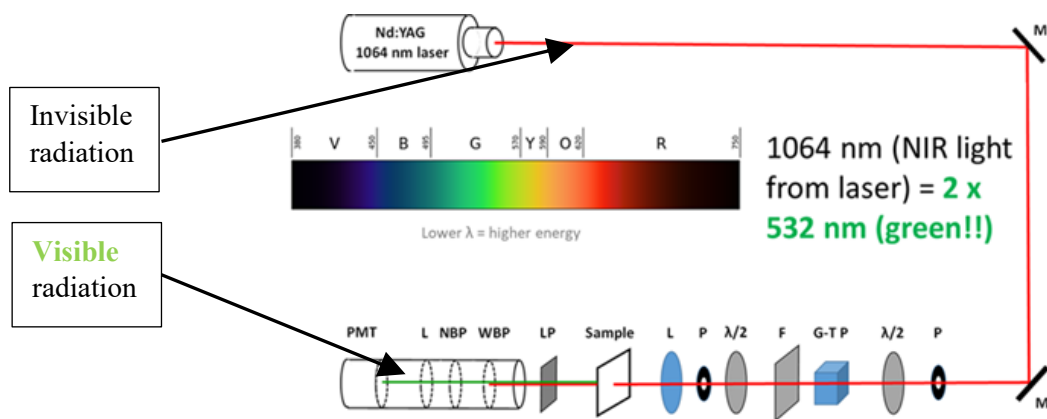 Nd:YAG
1064 nm laser
M
Invisible
radiation
380 V 450 B 495 G 570 Y 590 O 620 R 750
1064 nm (NIR light
from laser) = 2 x
532 nm (green!!)
Lower λ = higher energy
Visible
radiation
PMT L NBP WBP LP Sample L P λ/2 F G-T P λ/2 P
M